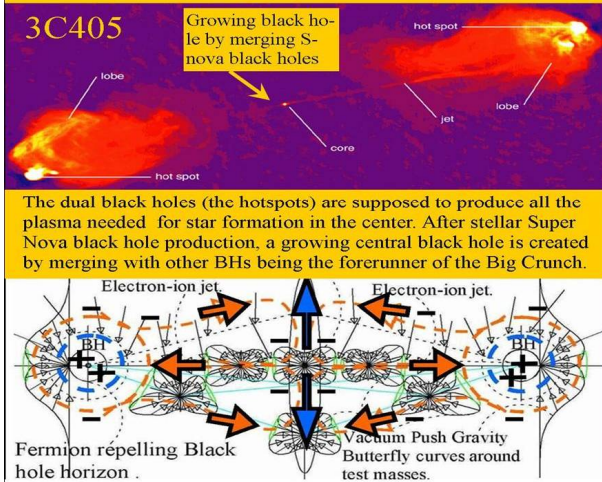 3C405
Growing black ho-
le by merging S-
nova black holes
hot spot
lobe
lobe
jet
core
hot spot
The dual black holes (the hotspots) are supposed to produce all the
plasma needed for star formation in the center. After stellar Super
Nova black hole production, a growing central black hole is created
by merging with other BHs being the forerunner of the Big Crunch.
Electron-ion jet.
Electron-ion jet.
BH
BH
Fermion repelling Black
hole horizon .
Vacuum Push Gravity
Butterfly curves around
test masses.